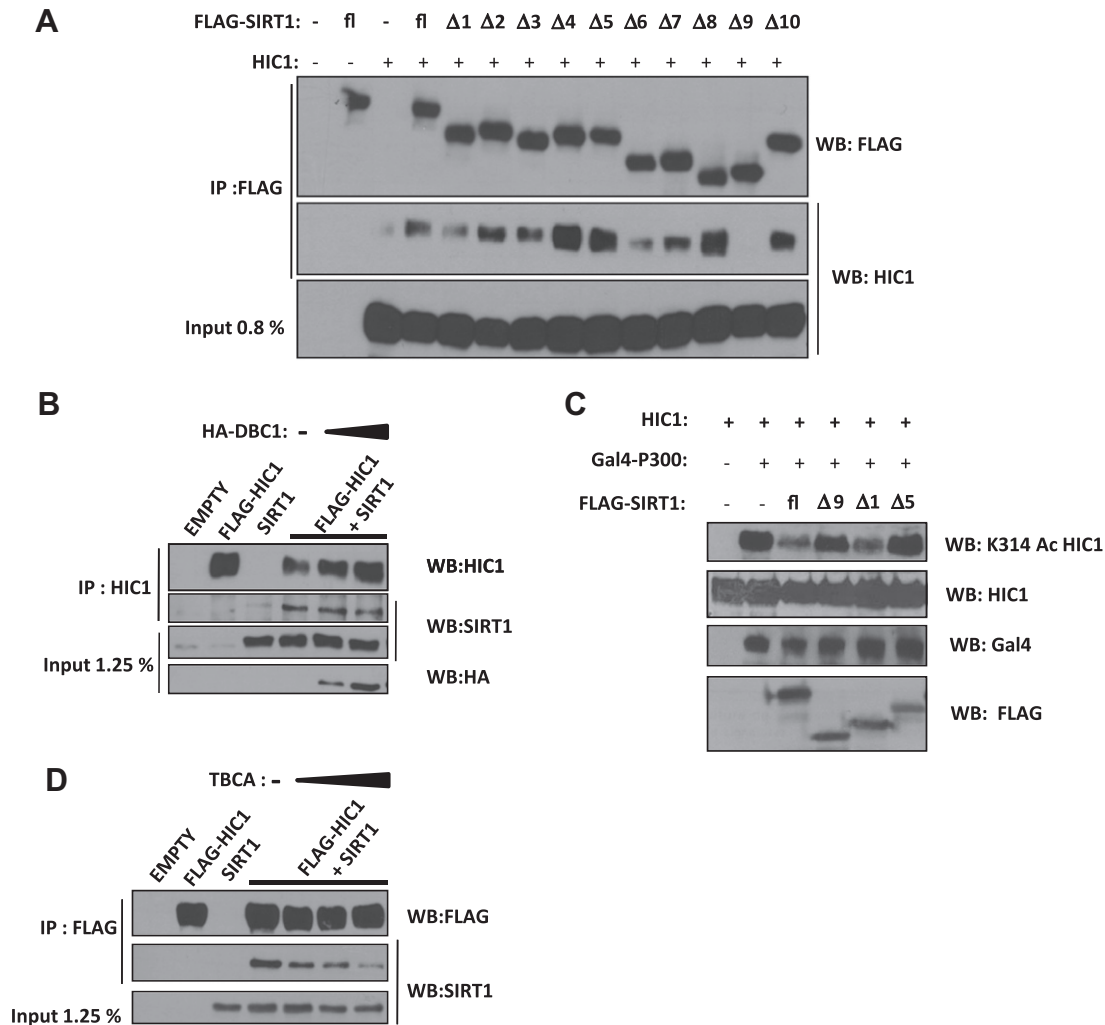 A
FLAG-SIRT1: - fl - fl Δ1 Δ2 Δ3 Δ4 Δ5 Δ6 Δ7 Δ8 Δ9 Δ10
HIC1: - - + + + + + + + + + + + +
WB: FLAG
IP :FLAG
WB: HIC1
Input 0.8 %
B
HA-DBC1: -
EMPTY
FLAG-HIC1
SIRT1
FLAG-HIC1
+ SIRT1
IP : HIC1
WB:HIC1
WB:SIRT1
Input 1.25 %
WB:HA
C
HIC1: + + + + + +
Gal4-P300: - + + + + +
FLAG-SIRT1: - - fl Δ9 Δ1 Δ5
WB: K314 Ac HIC1
WB: HIC1
WB: Gal4
WB: FLAG
D
TBCA : -
EMPTY
FLAG-HIC1
SIRT1
FLAG-HIC1
+ SIRT1
IP : FLAG
WB:FLAG
WB:SIRT1
Input 1.25 %